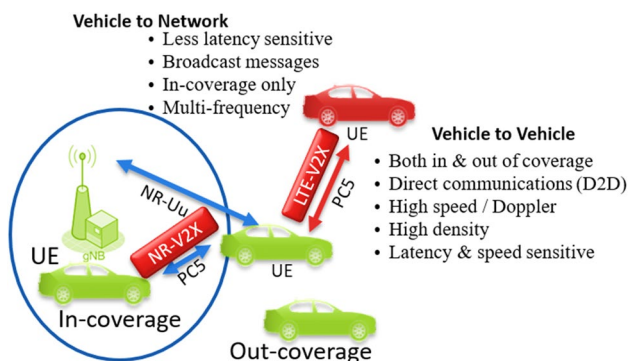 Vehicle to Network
• Less latency sensitive
• Broadcast messages
• In-coverage only
• Multi-frequency
UE
Vehicle to Vehicle
• Both in & out of coverage
• Direct communications (D2D)
• High speed / Doppler
• High density
• Latency & speed sensitive
LTE-V2X
PC5
NR-Uu
NR-V2X
PC5
UE
gNB
UE
In-coverage
Out-coverage